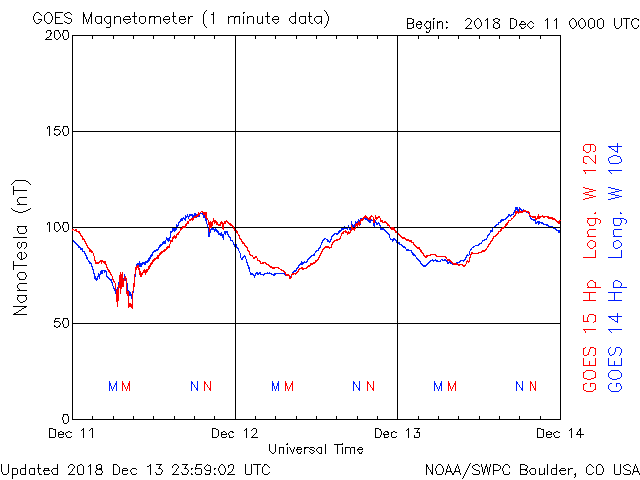 GOES Magnetometer (1 minute data)
Begin: 2018 Dec 11 0000 UTC
200
150
100
50
0
NanoTesla (nT)
M M N N M M N N M M N N
Dec 11 Dec 12 Dec 13 Dec 14
Universal Time
GOES 15 Hp Long. W 129
GOES 14 Hp Long. W 104
Updated 2018 Dec 13 23:59:02 UTC
NOAA/SWPC Boulder, CO USA